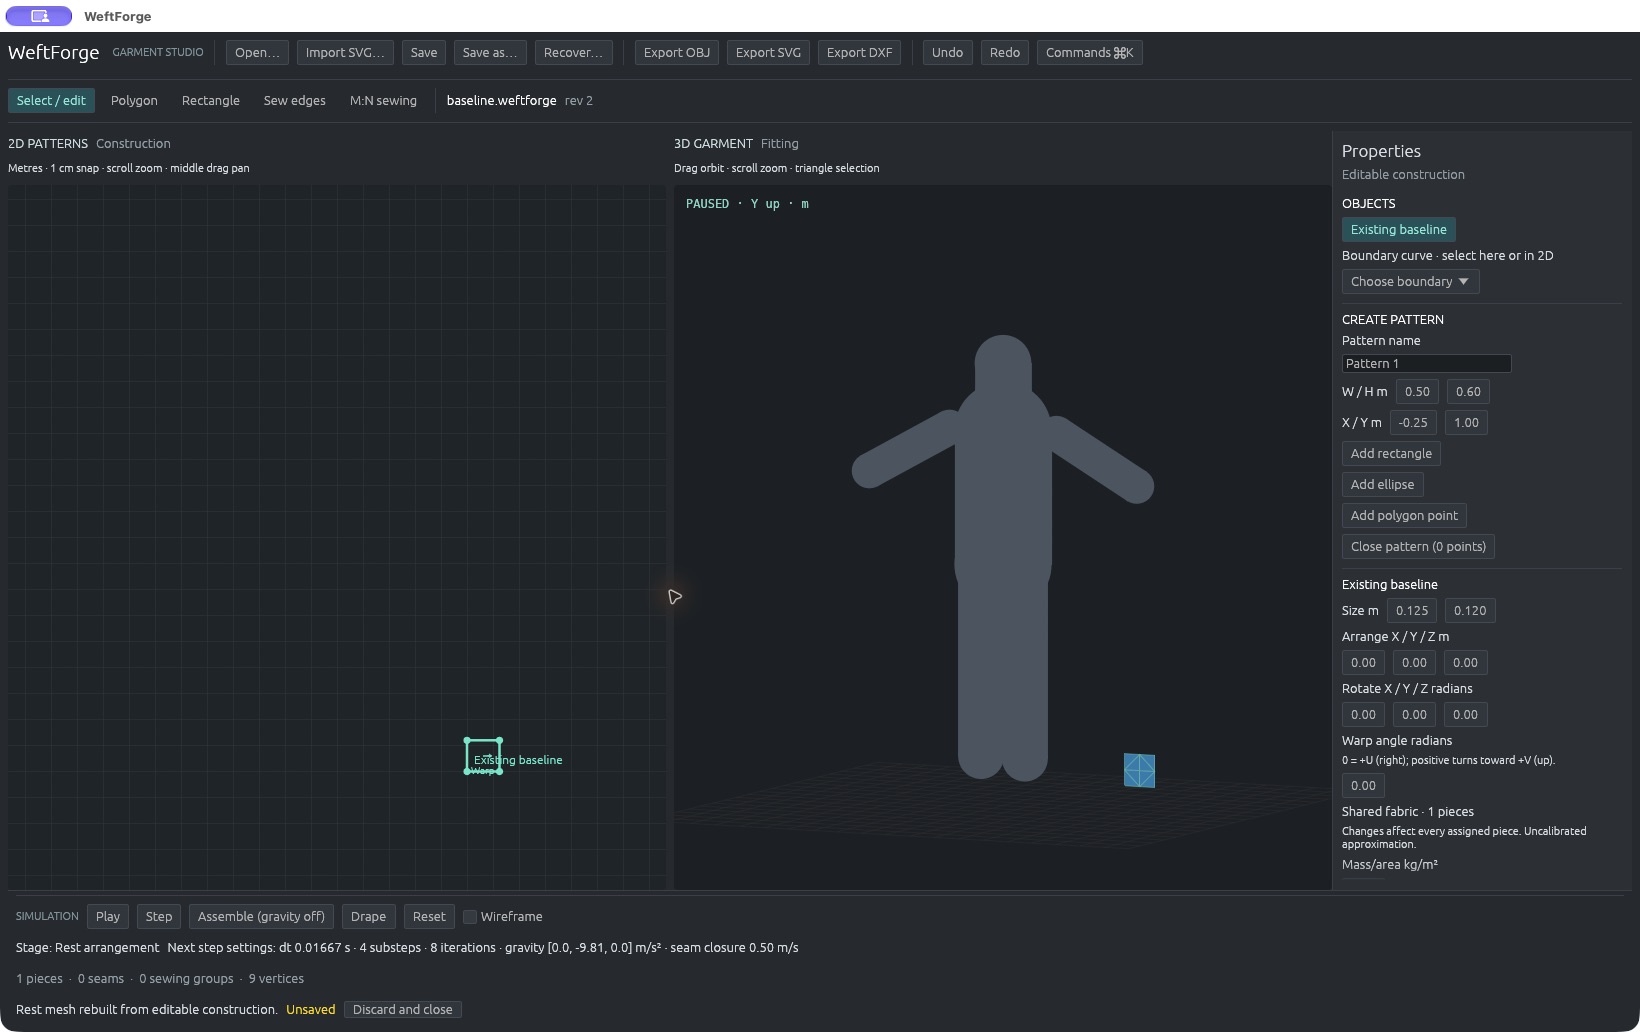 WeftForge
WeftForge GARMENT STUDIO Open... Import SVG... Save Save as... Recover... Export OBJ Export SVG Export DXF Undo Redo Commands ⌘K
Select / edit Polygon Rectangle Sew edges M:N sewing baseline.weftforge rev 2
2D PATTERNS Construction
Metres · 1 cm snap · scroll zoom · middle drag pan
Existing baseline
Warp
3D GARMENT Fitting
Drag orbit · scroll zoom · triangle selection
PAUSED · Y up · m
Properties
Editable construction
OBJECTS
Existing baseline
Boundary curve · select here or in 2D
Choose boundary
CREATE PATTERN
Pattern name
Pattern 1
W / H m 0.50 0.60
X / Y m -0.25 1.00
Add rectangle
Add ellipse
Add polygon point
Close pattern (0 points)
Existing baseline
Size m 0.125 0.120
Arrange X / Y / Z m
0.00 0.00 0.00
Rotate X / Y / Z radians
0.00 0.00 0.00
Warp angle radians
0 = +U (right); positive turns toward +V (up).
0.00
Shared fabric · 1 pieces
Changes affect every assigned piece. Uncalibrated
approximation.
Mass/area kg/m²
SIMULATION Play Step Assemble (gravity off) Drape Reset Wireframe
Stage: Rest arrangement Next step settings: dt 0.01667 s · 4 substeps · 8 iterations · gravity [0.0, -9.81, 0.0] m/s² · seam closure 0.50 m/s
1 pieces · 0 seams · 0 sewing groups · 9 vertices
Rest mesh rebuilt from editable construction. Unsaved Discard and close